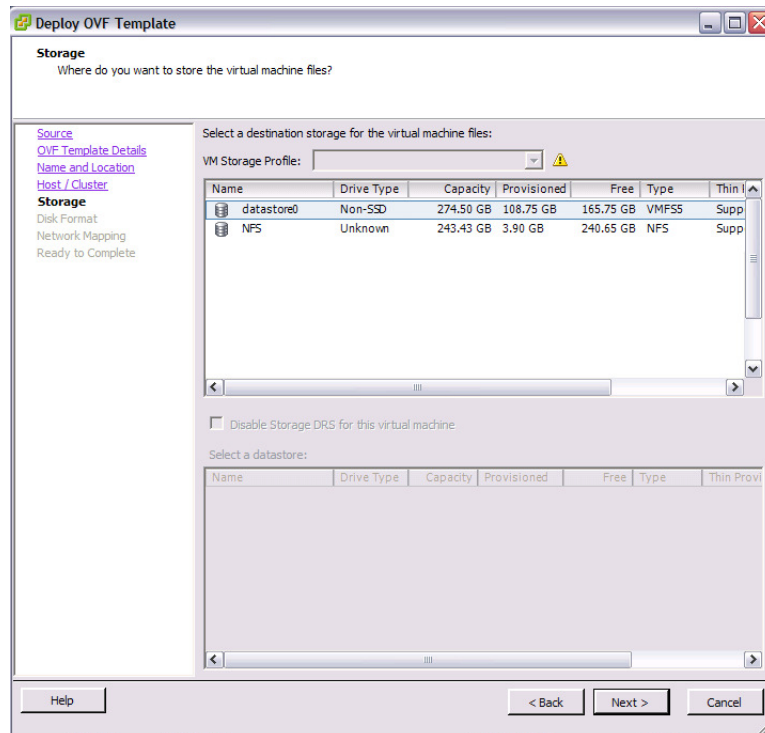 Deploy OVF Template
Storage
Where do you want to store the virtual machine files?
Source
OVF Template Details
Name and Location
Host / Cluster
Storage
Disk Format
Network Mapping
Ready to Complete
Select a destination storage for the virtual machine files:
VM Storage Profile:
Name Drive Type Capacity Provisioned Free Type Thin
datastore0 Non-SSD 274.50 GB 108.75 GB 165.75 GB VMFS5 Supp
NFS Unknown 243.43 GB 3.90 GB 240.65 GB NFS Supp
Disable Storage DRS for this virtual machine
Select a datastore:
Name Drive Type Capacity Provisioned Free Type Thin Provi
Help < Back Next > Cancel